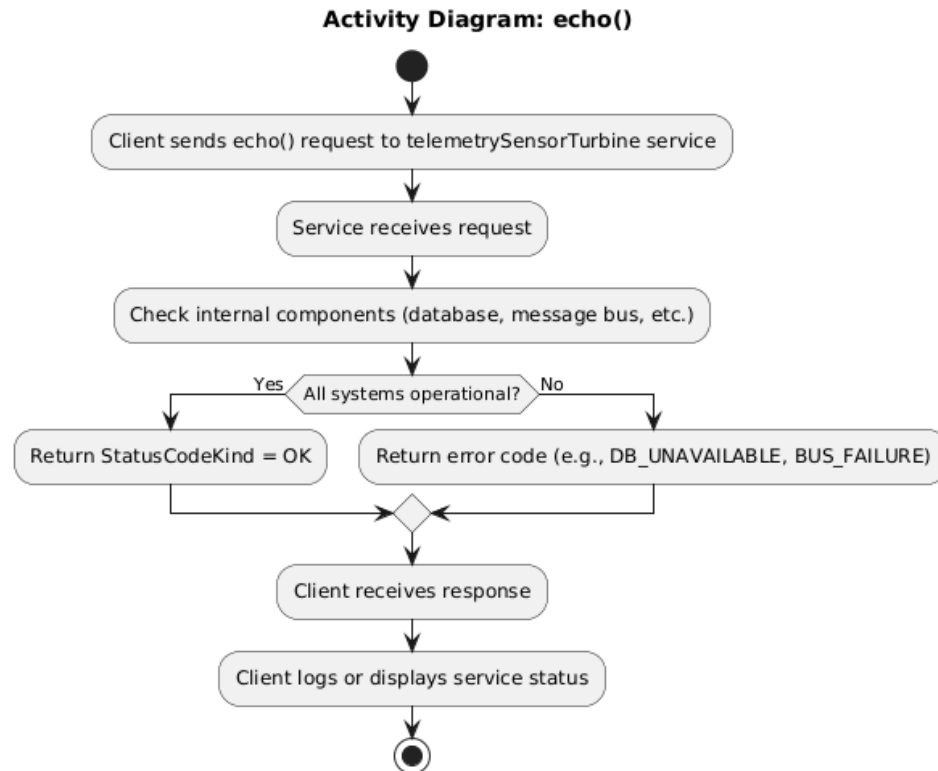 Activity Diagram: echo()
Client sends echo() request to telemetrySensorTurbine service
Service receives request
Check internal components (database, message bus, etc.)
All systems operational?
Yes
No
Return StatusCodeKind = OK
Return error code (e.g., DB_UNAVAILABLE, BUS_FAILURE)
Client receives response
Client logs or displays service status